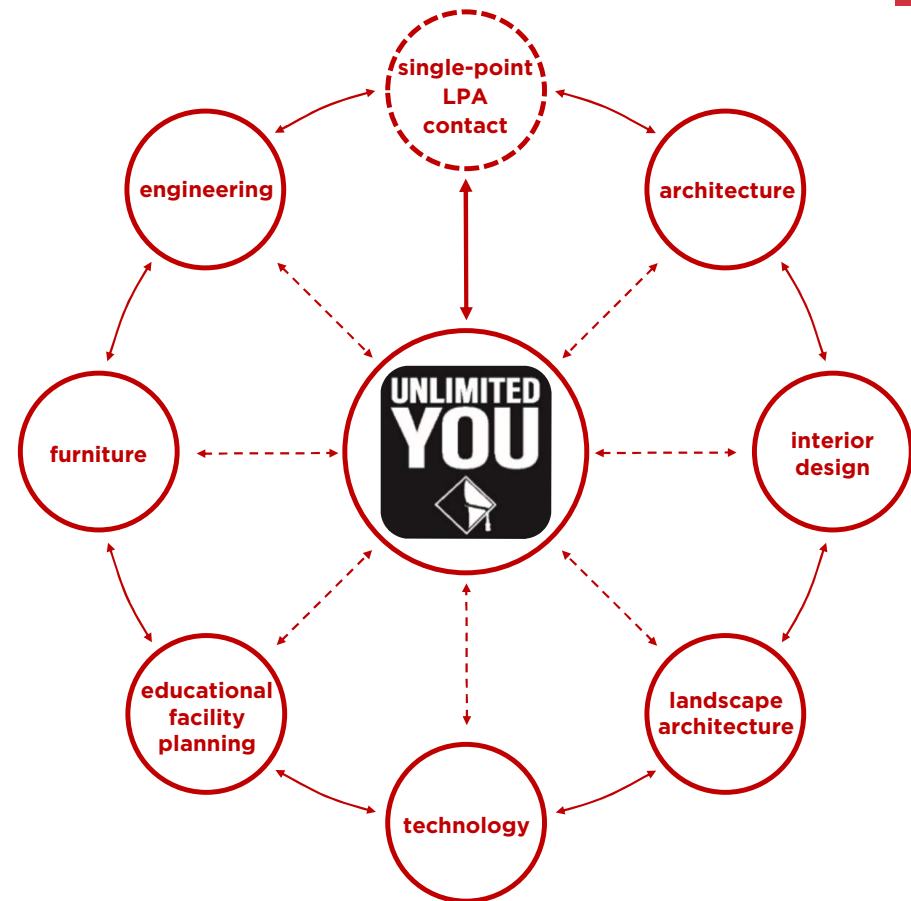 single-point
LPA
contact
engineering
architecture
UNLIMITED
YOU
furniture
interior
design
educational
facility
planning
landscape
architecture
technology